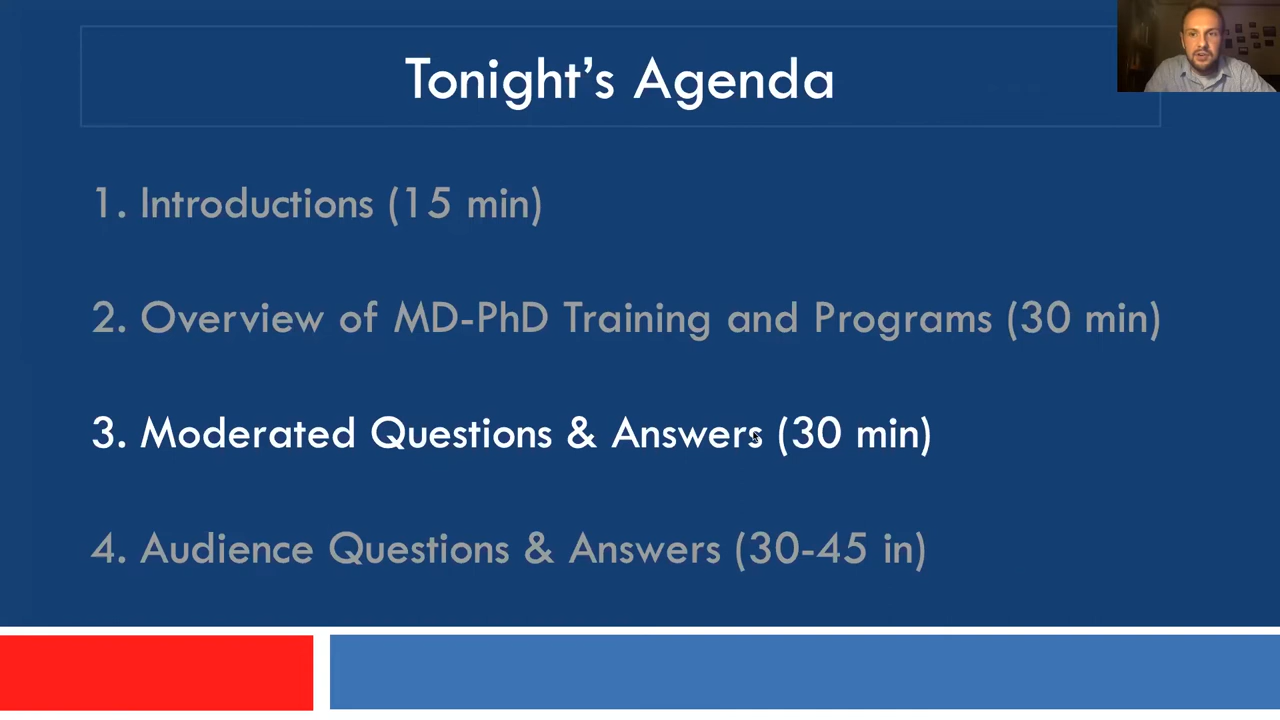 Tonight’s Agenda
1. Introductions (15 min)
2. Overview of MD-PhD Training and Programs (30 min)
3. Moderated Questions & Answers (30 min)
4. Audience Questions & Answers (30-45 in)